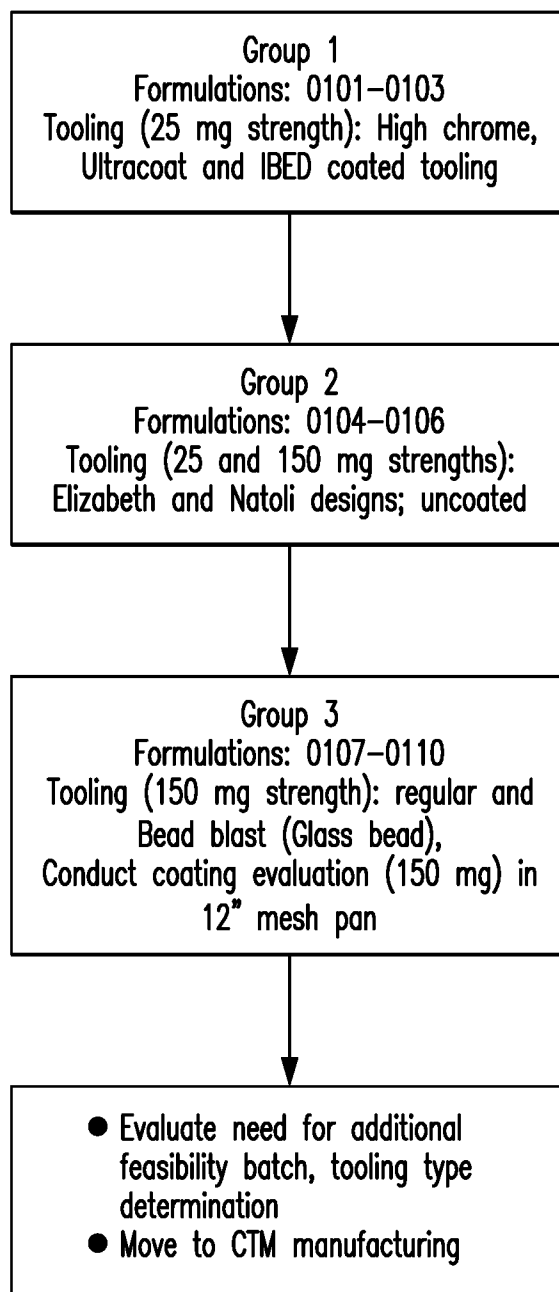 Group 1
Formulations: 0101–0103
Tooling (25 mg strength): High chrome,
Ultracoat and IBED coated tooling
Group 2
Formulations: 0104–0106
Tooling (25 and 150 mg strengths):
Elizabeth and Natoli designs; uncoated
Group 3
Formulations: 0107–0110
Tooling (150 mg strength): regular and
Bead blast (Glass bead),
Conduct coating evaluation (150 mg) in
12" mesh pan
● Evaluate need for additional
feasibility batch, tooling type
determination
● Move to CTM manufacturing